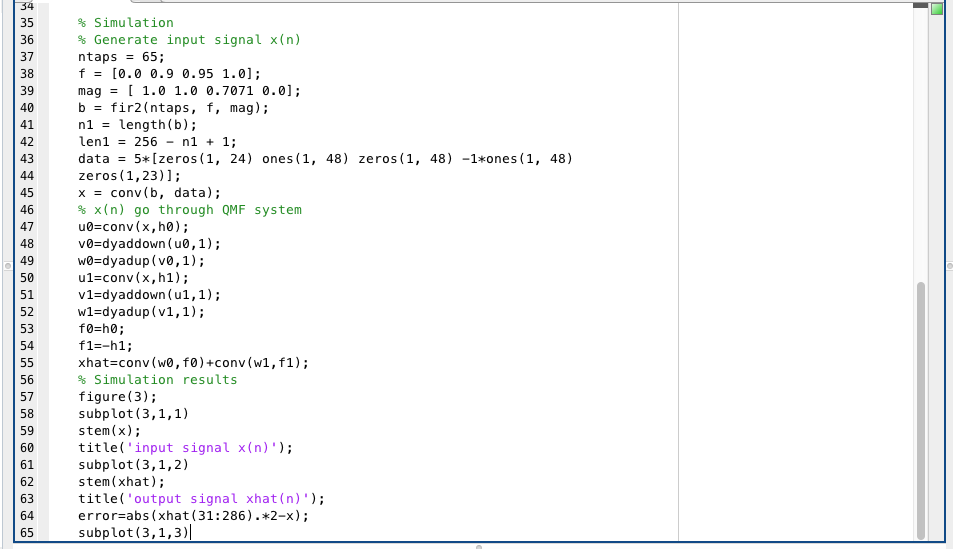 34
35 % Simulation
36 % Generate input signal x(n)
37 ntaps = 65;
38 f = [0.0 0.9 0.95 1.0];
39 mag = [ 1.0 1.0 0.7071 0.0];
40 b = fir2(ntaps, f, mag);
41 n1 = length(b);
42 len1 = 256 - n1 + 1;
43 data = 5*[zeros(1, 24) ones(1, 48) zeros(1, 48) -1*ones(1, 48)
44 zeros(1,23)];
45 x = conv(b, data);
46 % x(n) go through QMF system
47 u0=conv(x,h0);
48 v0=dyaddown(u0,1);
49 w0=dyadup(v0,1);
50 u1=conv(x,h1);
51 v1=dyaddown(u1,1);
52 w1=dyadup(v1,1);
53 f0=h0;
54 f1=-h1;
55 xhat=conv(w0,f0)+conv(w1,f1);
56 % Simulation results
57 figure(3);
58 subplot(3,1,1)
59 stem(x);
60 title('input signal x(n)');
61 subplot(3,1,2)
62 stem(xhat);
63 title('output signal xhat(n)');
64 error=abs(xhat(31:286).*2-x);
65 subplot(3,1,3)